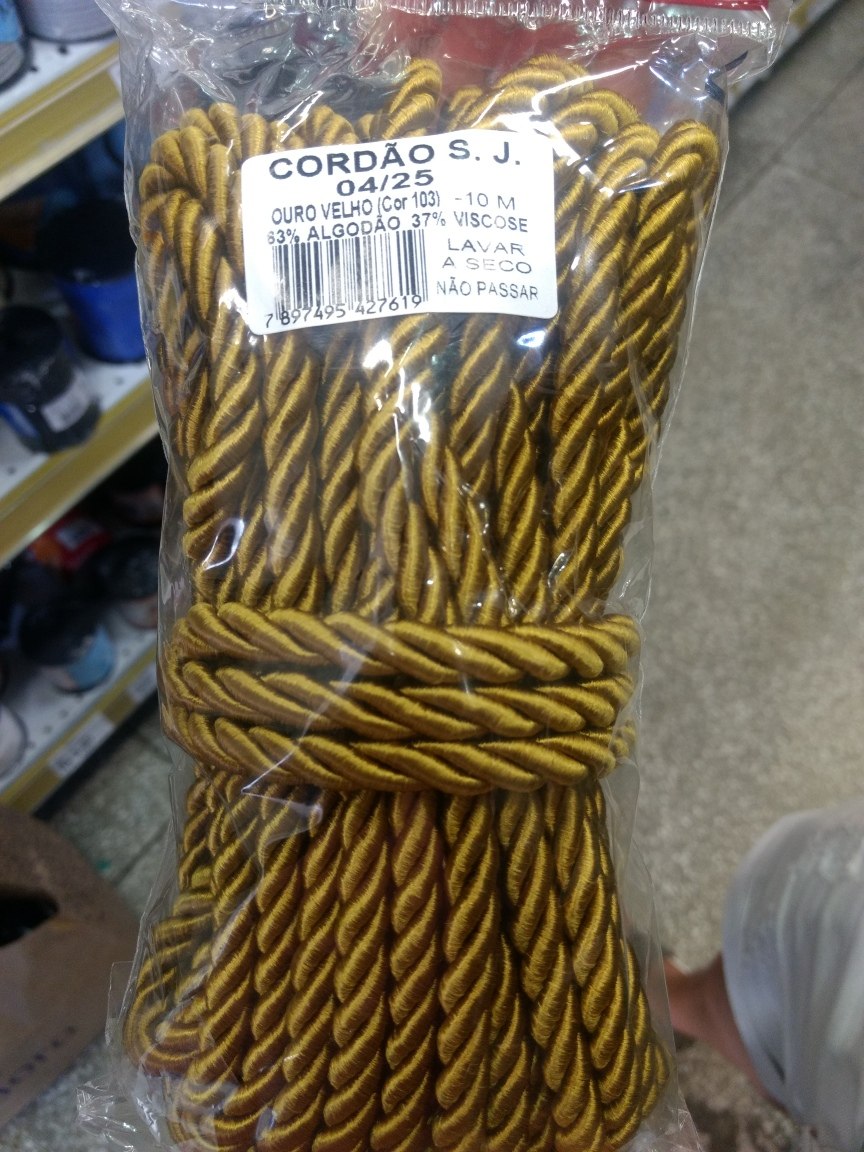 CORDÃO S. J.
04/25
OURO VELHO (Cor 103) -10 M
63% ALGODÃO 37% VISCOSE
LAVAR
A SECO
NÃO PASSAR
7 897495 427619